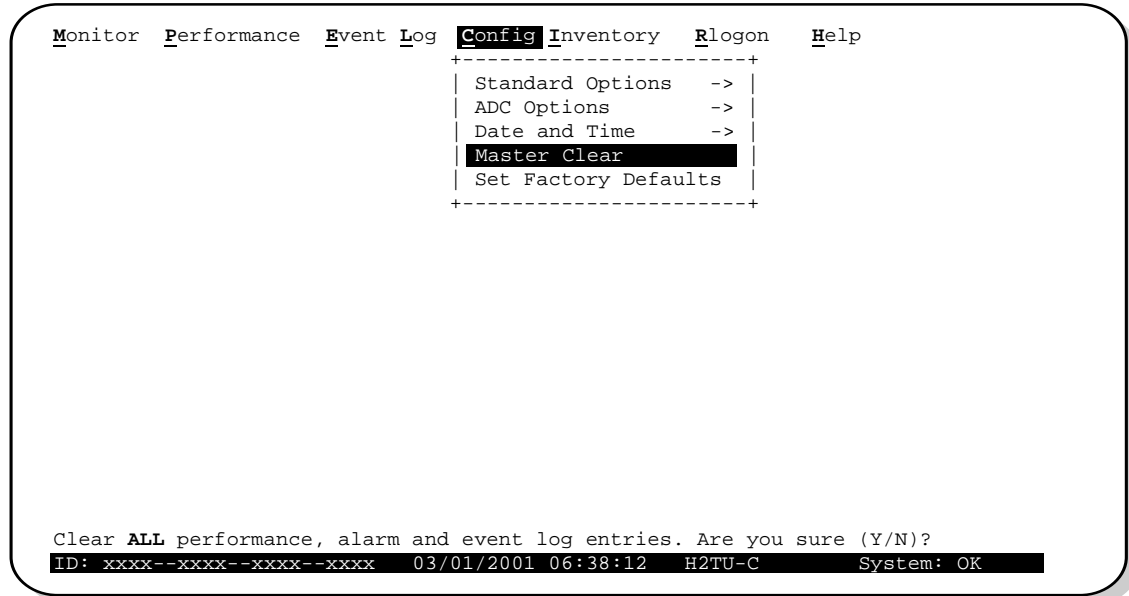 Monitor Performance Event Log Config Inventory Rlogon Help
+-----------------------+
| Standard Options -> |
| ADC Options -> |
| Date and Time -> |
| Master Clear |
| Set Factory Defaults |
+-----------------------+
Clear ALL performance, alarm and event log entries. Are you sure (Y/N)?
ID: xxxx--xxxx--xxxx--xxxx 03/01/2001 06:38:12 H2TU-C System: OK